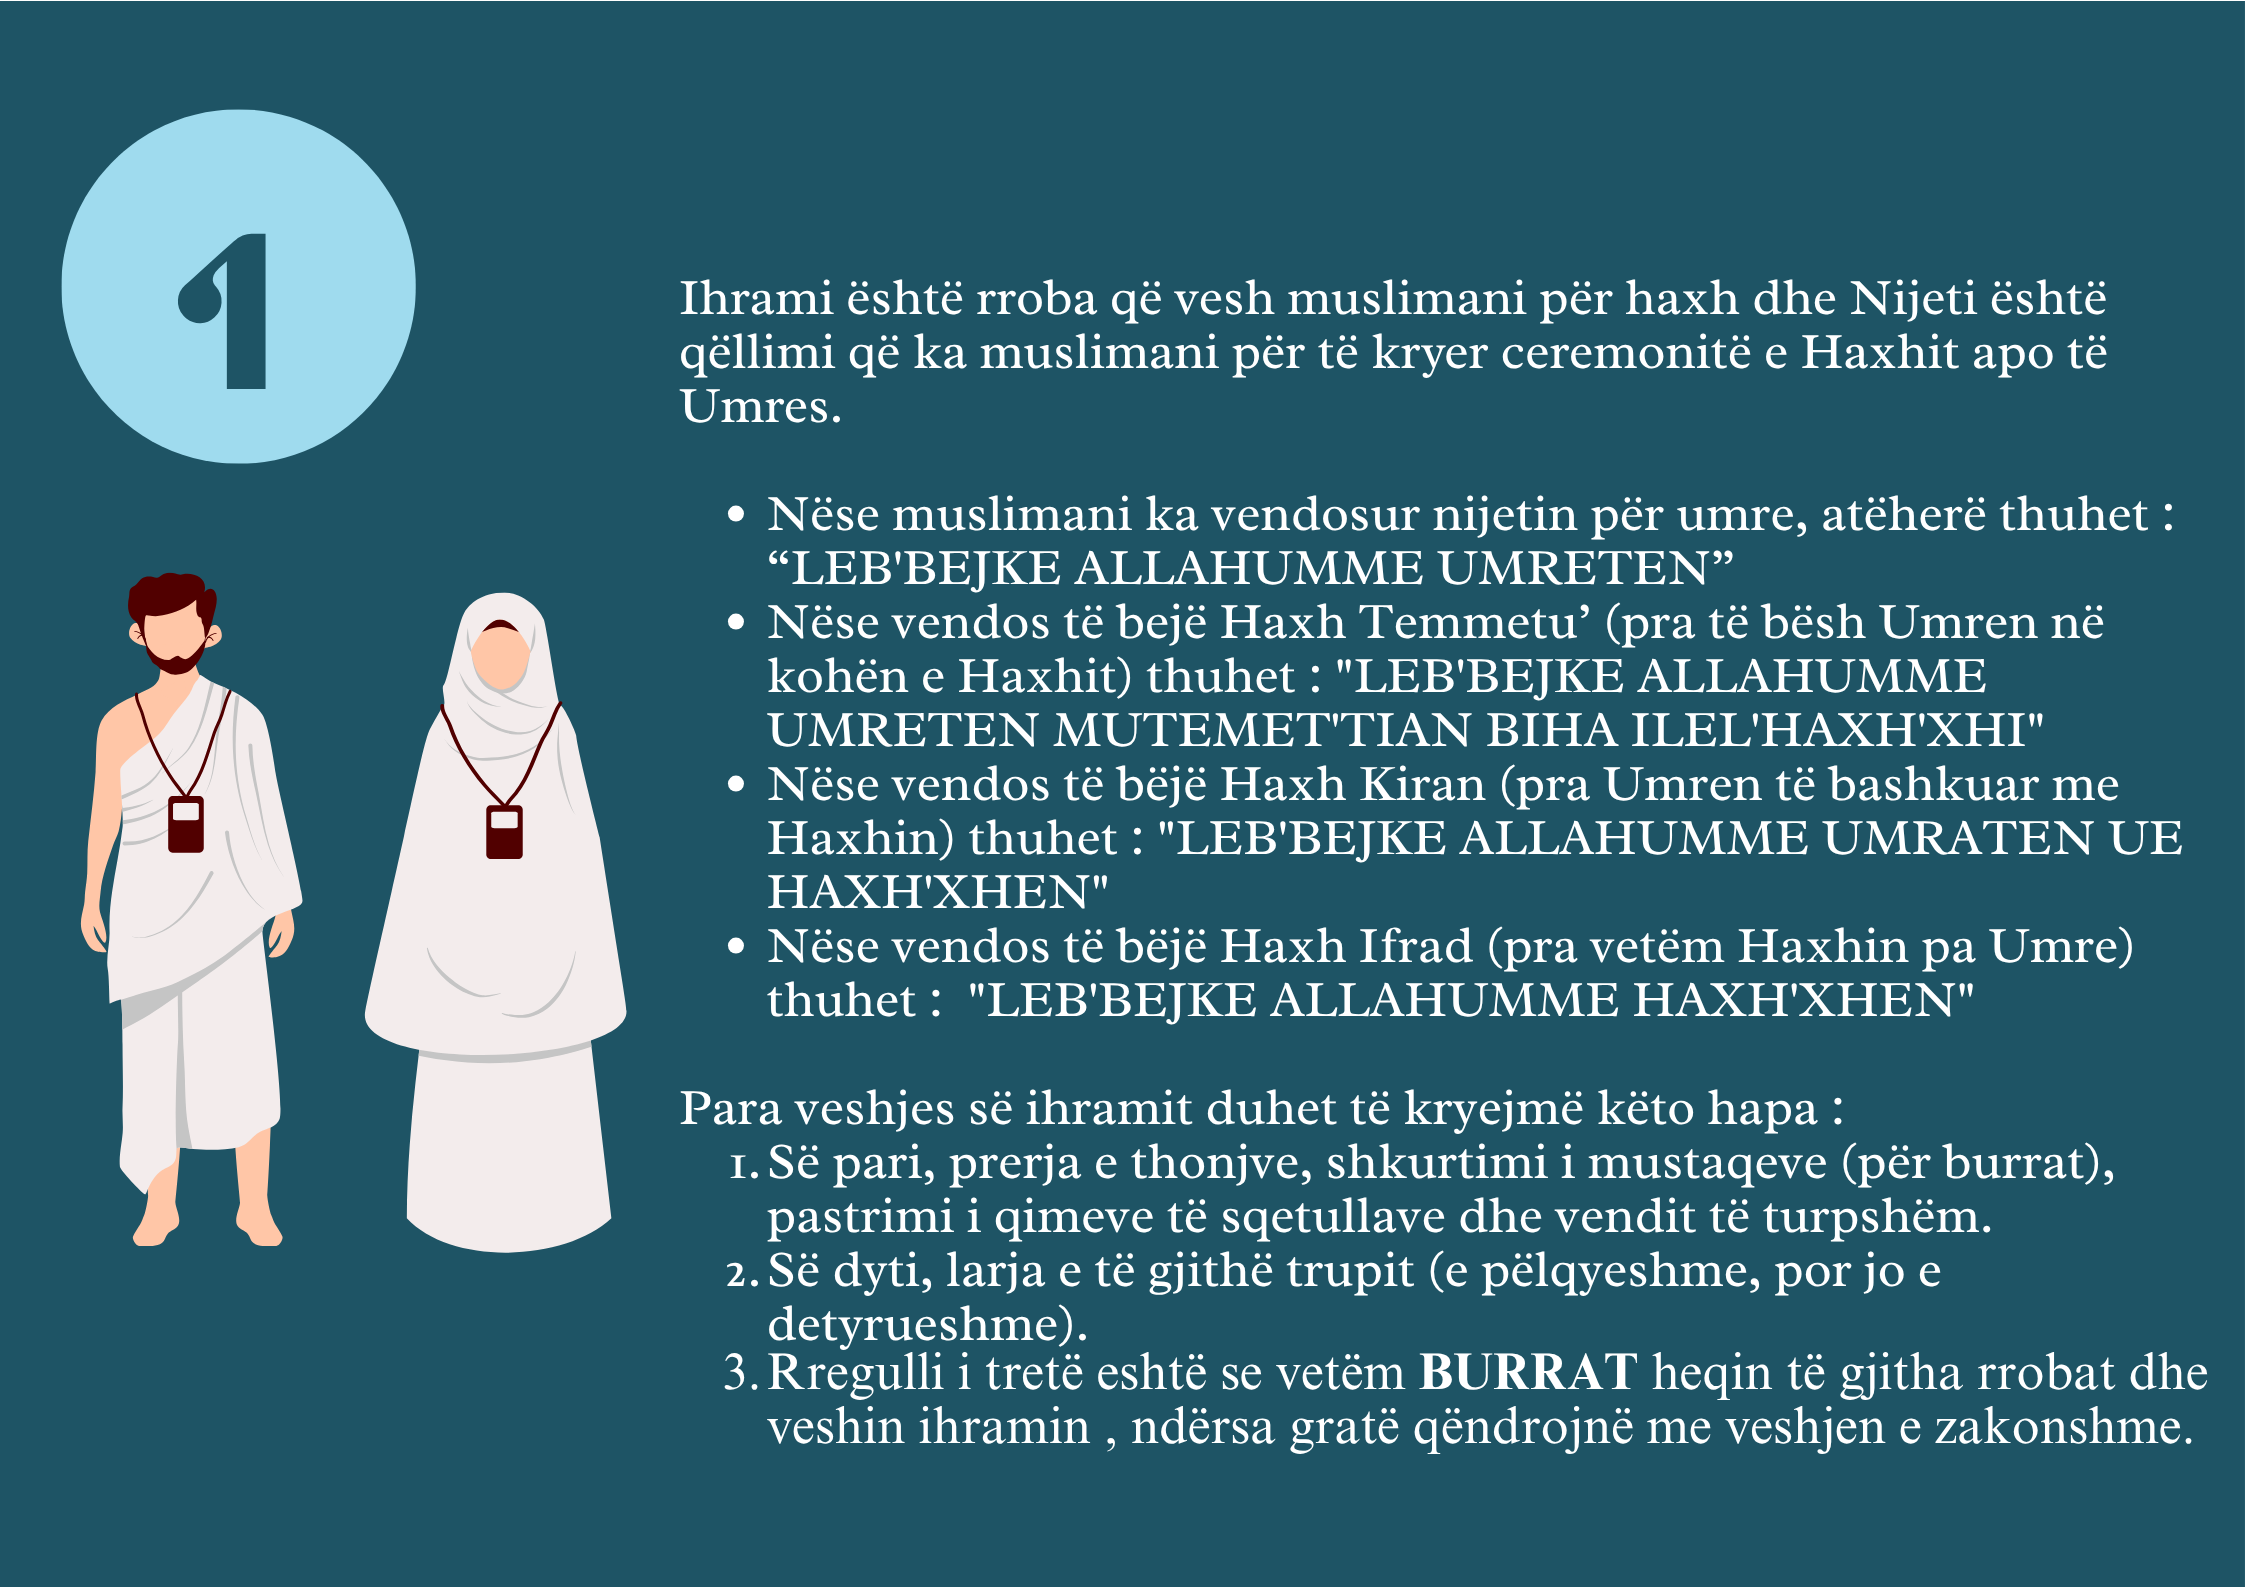 1
Ihrami është rroba që vesh muslimani për haxh dhe Nijeti është
qëllimi që ka muslimani për të kryer ceremonitë e Haxhit apo të
Umres.
• Nëse muslimani ka vendosur nijetin për umre, atëherë thuhet :
“LEB'BEJKE ALLAHUMME UMRETEN”
• Nëse vendos të bejë Haxh Temmetu’ (pra të bësh Umren në
kohën e Haxhit) thuhet : "LEB'BEJKE ALLAHUMME
UMRETEN MUTEMET'TIAN BIHA ILEL'HAXH'XHI"
• Nëse vendos të bëjë Haxh Kiran (pra Umren të bashkuar me
Haxhin) thuhet : "LEB'BEJKE ALLAHUMME UMRATEN UE
HAXH'XHEN"
• Nëse vendos të bëjë Haxh Ifrad (pra vetëm Haxhin pa Umre)
thuhet :  "LEB'BEJKE ALLAHUMME HAXH'XHEN"
Para veshjes së ihramit duhet të kryejmë këto hapa :
1. Së pari, prerja e thonjve, shkurtimi i mustaqeve (për burrat),
pastrimi i qimeve të sqetullave dhe vendit të turpshëm.
2. Së dyti, larja e të gjithë trupit (e pëlqyeshme, por jo e
detyrueshme).
3. Rregulli i tretë eshtë se vetëm BURRAT heqin të gjitha rrobat dhe
veshin ihramin , ndërsa gratë qëndrojnë me veshjen e zakonshme.